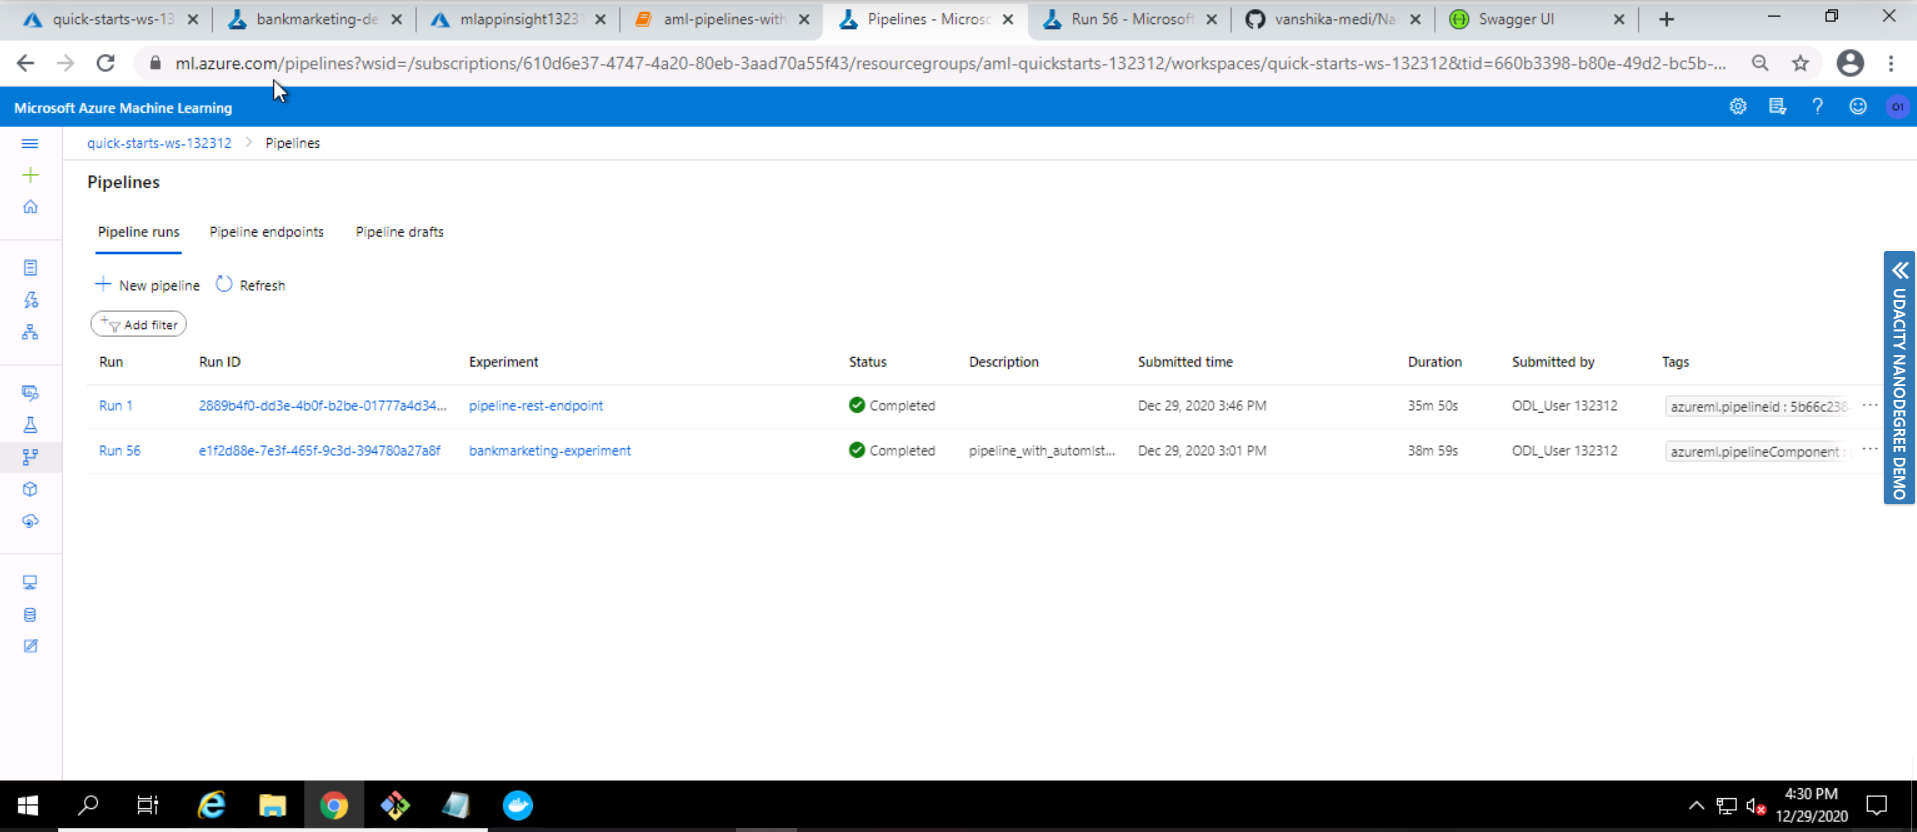 quick-starts-ws-13
bankmarketing-de
mlappinsight1323
aml-pipelines-with
Pipelines - Microsc
Run 56 - Microsoft
vanshika-medi/Na
Swagger UI
ml.azure.com/pipelines?wsid=/subscriptions/610d6e37-4747-4a20-80eb-3aad70a55f43/resourcegroups/aml-quickstarts-132312/workspaces/quick-starts-ws-132312&tid=660b3398-b80e-49d2-bc5b-...
Microsoft Azure Machine Learning
01
quick-starts-ws-132312 > Pipelines
Pipelines
Pipeline runs Pipeline endpoints Pipeline drafts
New pipeline Refresh
Add filter
Run Run ID Experiment Status Description Submitted time Duration Submitted by Tags
Run 1 2889b4f0-dd3e-4b0f-b2be-01777a4d34... pipeline-rest-endpoint Completed Dec 29, 2020 3:46 PM 35m 50s ODL_User 132312 azureml.pipelineid : 5b66c238- ...
Run 56 e1f2d88e-7e3f-465f-9c3d-394780a27a8f bankmarketing-experiment Completed pipeline_with_automlst... Dec 29, 2020 3:01 PM 38m 59s ODL_User 132312 azureml.pipelineComponent : ...
UDACITY NANODEGREE DEMO
4:30 PM
12/29/2020